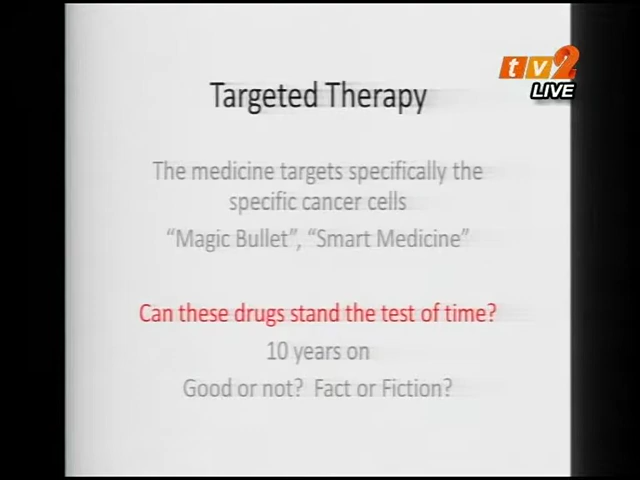 tv2
LIVE
Targeted Therapy
The medicine targets specifically the
specific cancer cells
“Magic Bullet”, “Smart Medicine”
Can these drugs stand the test of time?
10 years on
Good or not?  Fact or Fiction?